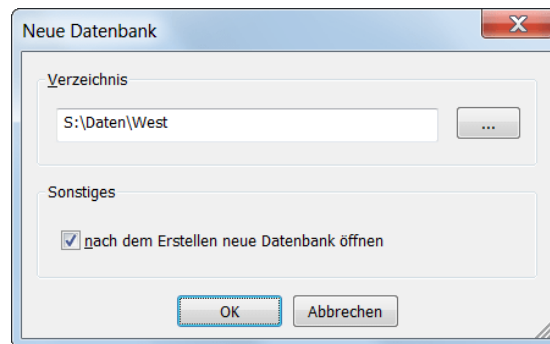 Neue Datenbank
Verzeichnis
S:\Daten\West
...
Sonstiges
nach dem Erstellen neue Datenbank öffnen
OK
Abbrechen